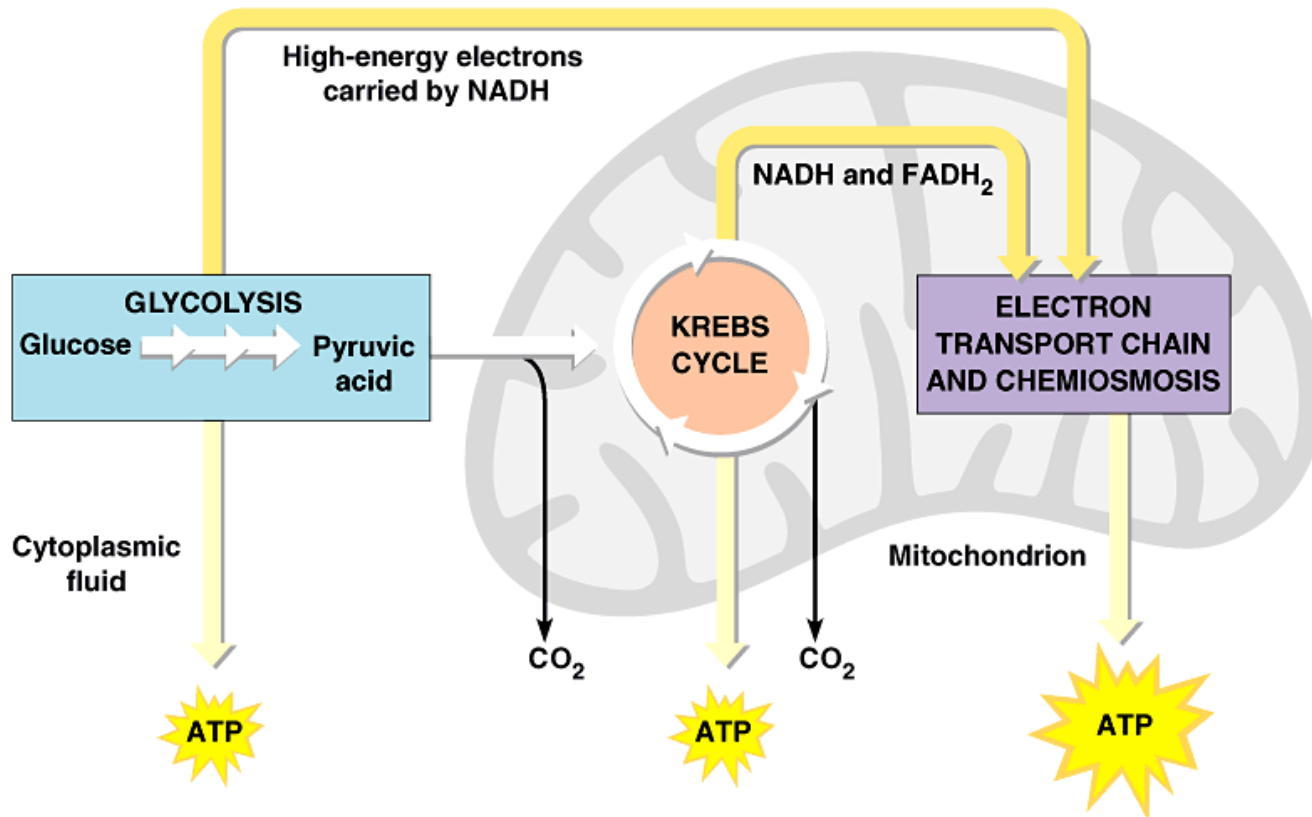 High-energy electrons
carried by NADH
NADH and FADH₂
GLYCOLYSIS
Glucose
Pyruvic
acid
KREBS
CYCLE
ELECTRON
TRANSPORT CHAIN
AND CHEMIOSMOSIS
Cytoplasmic
fluid
Mitochondrion
CO₂
CO₂
ATP
ATP
ATP